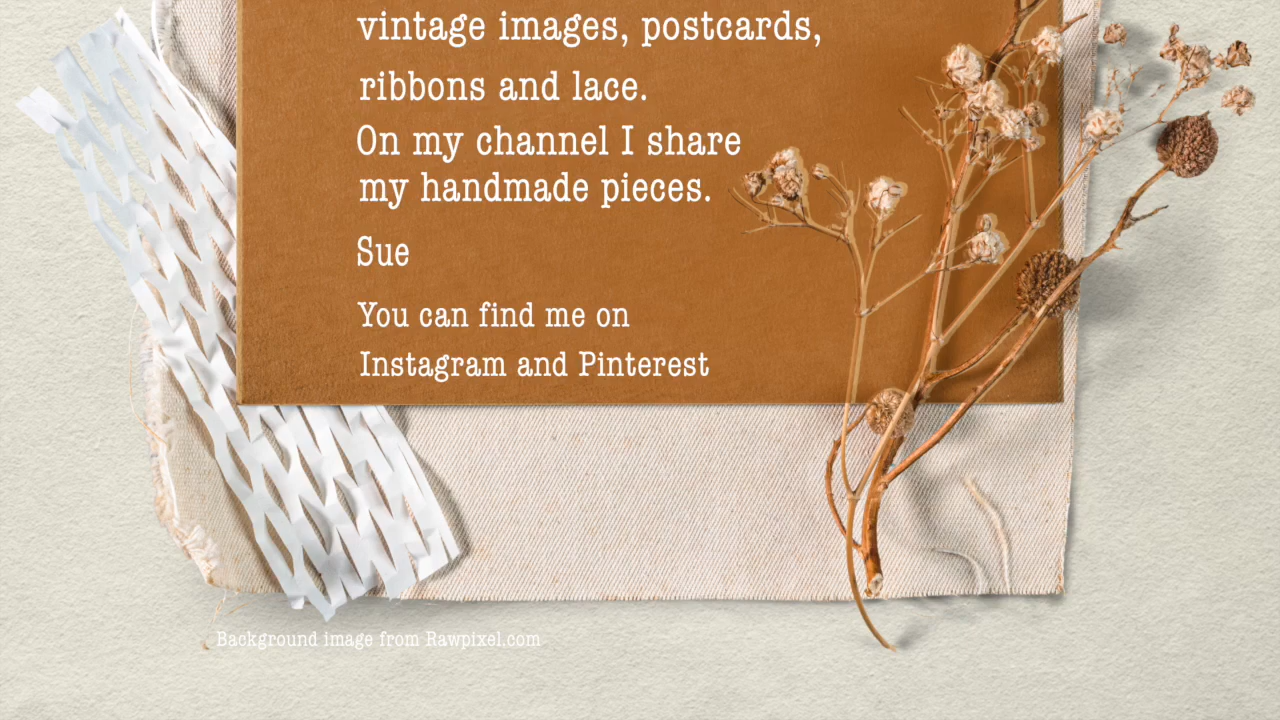 vintage images, postcards,
ribbons and lace.
On my channel I share
my handmade pieces.
Sue
You can find me on
Instagram and Pinterest
Background image from Rawpixel.com